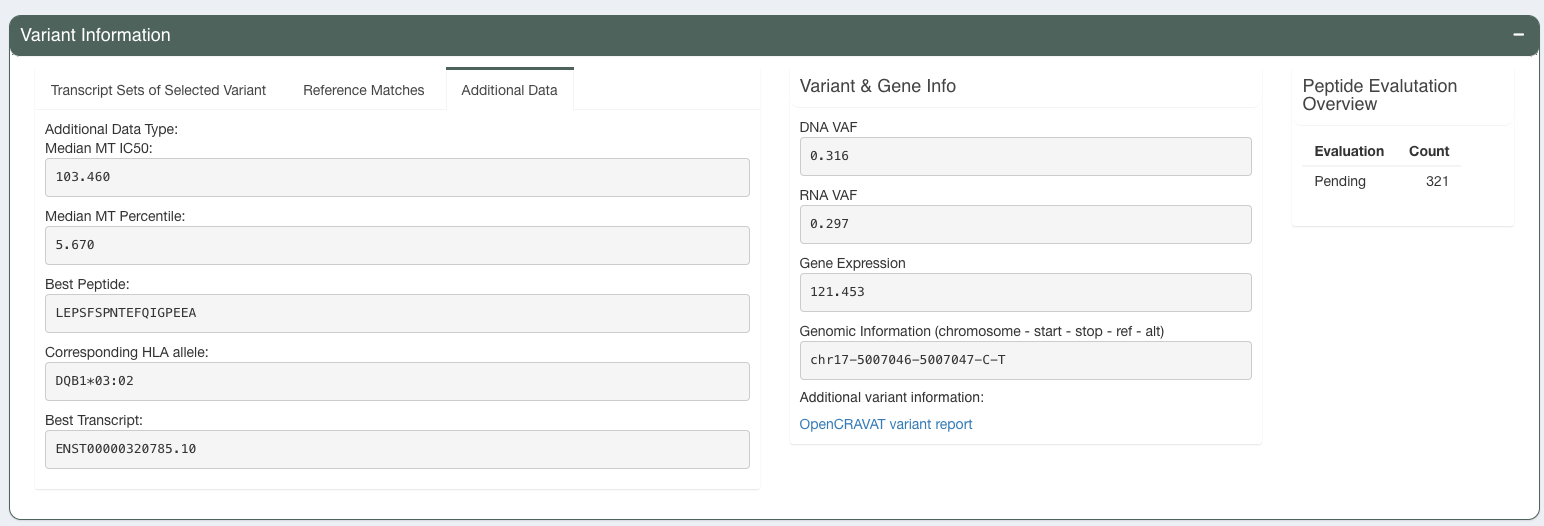 Variant Information
Transcript Sets of Selected Variant Reference Matches Additional Data
Additional Data Type:
Median MT IC50:
103.460
Median MT Percentile:
5.670
Best Peptide:
LEPSFSPNTEFQIGPEEA
Corresponding HLA allele:
DQB1*03:02
Best Transcript:
ENST00000320785.10
Variant & Gene Info
DNA VAF
0.316
RNA VAF
0.297
Gene Expression
121.453
Genomic Information (chromosome - start - stop - ref - alt)
chr17-5007046-5007047-C-T
Additional variant information:
OpenCRAVAT variant report
Peptide Evalutation
Overview
Evaluation Count
Pending 321